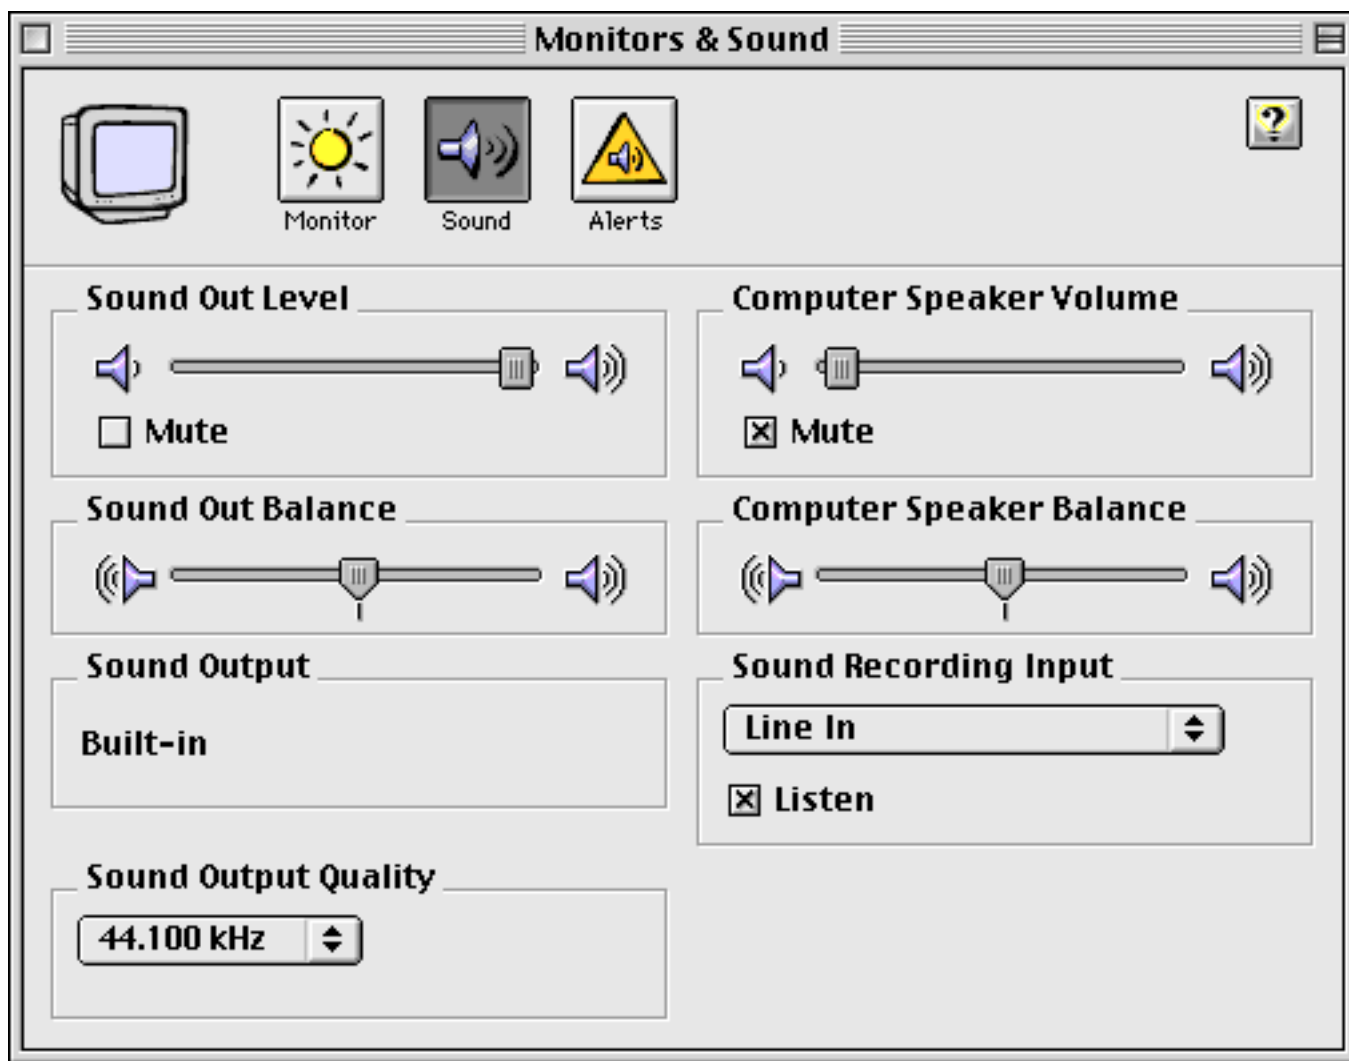 Monitors & Sound
Monitor
Sound
Alerts
Sound Out Level
Mute
Computer Speaker Volume
Mute
Sound Out Balance
Computer Speaker Balance
Sound Output
Built-in
Sound Recording Input
Line In
Listen
Sound Output Quality
44.100 kHz